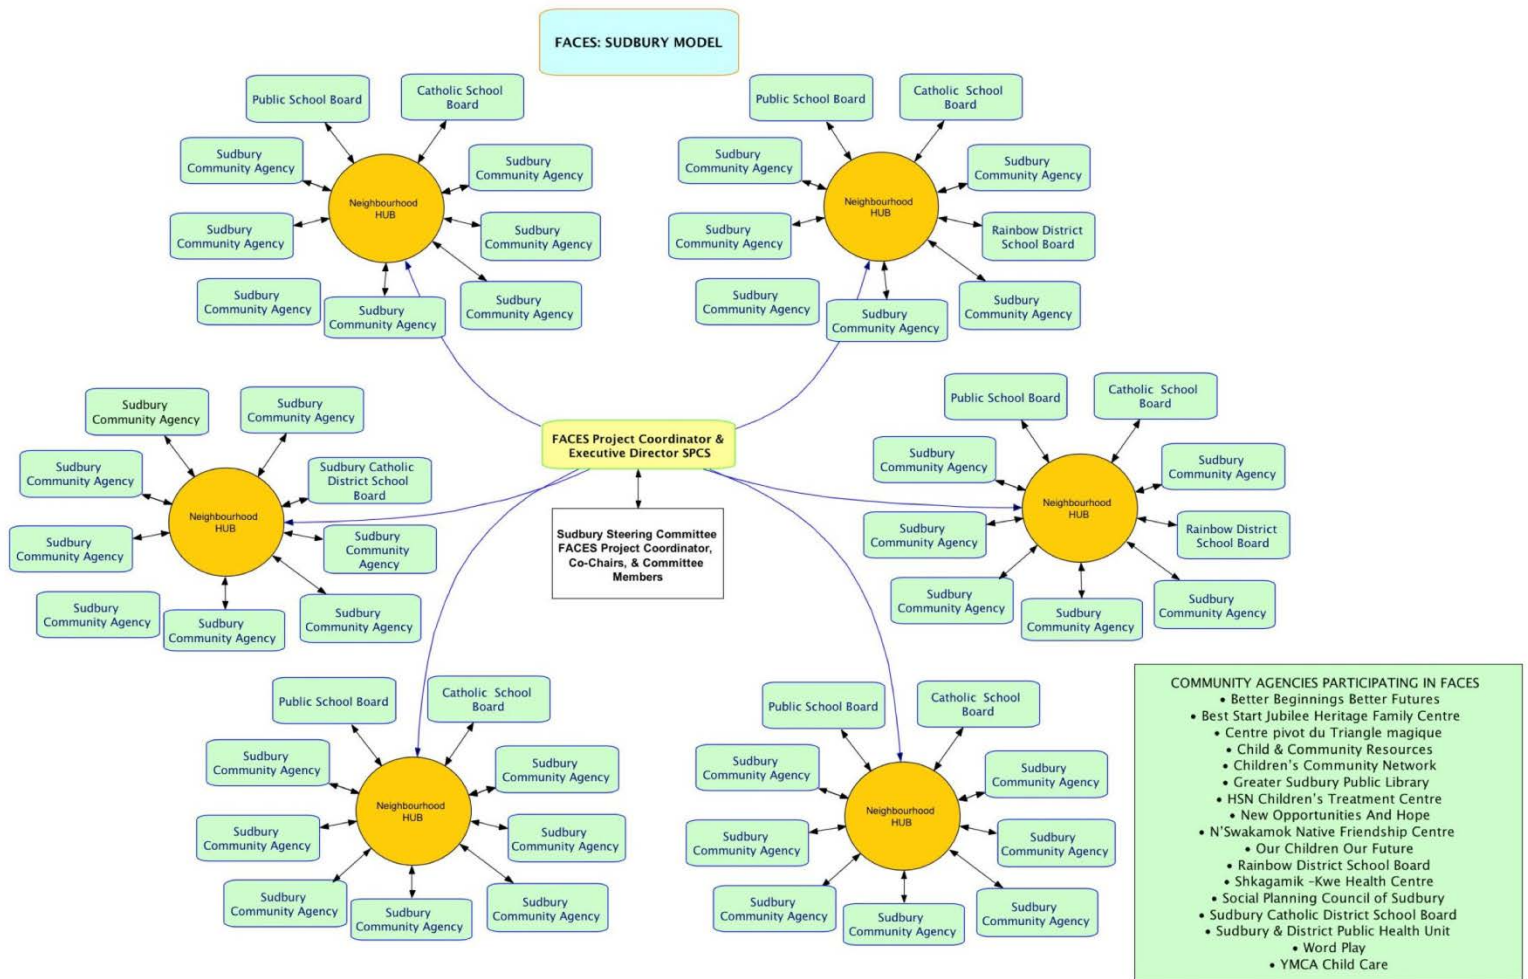 FACES: SUDBURY MODEL
Public School Board
Catholic School
Board
Sudbury
Community Agency
Sudbury
Community Agency
Neighbourhood
HUB
Sudbury
Community Agency
Sudbury
Community Agency
Sudbury
Community Agency
Sudbury
Community Agency
Sudbury
Community Agency
Public School Board
Catholic School
Board
Sudbury
Community Agency
Sudbury
Community Agency
Neighbourhood
HUB
Sudbury
Community Agency
Rainbow District
School Board
Sudbury
Community Agency
Sudbury
Community Agency
Sudbury
Community Agency
Sudbury
Community Agency
Sudbury
Community Agency
Sudbury
Community Agency
Sudbury Catholic
District School
Board
Neighbourhood
HUB
Sudbury
Community Agency
Sudbury
Community
Agency
Sudbury
Community Agency
Sudbury
Community Agency
Sudbury
Community Agency
FACES Project Coordinator &
Executive Director SPCS
Sudbury Steering Committee
FACES Project Coordinator,
Co-Chairs, & Committee
Members
Public School Board
Catholic School
Board
Sudbury
Community Agency
Sudbury
Community Agency
Neighbourhood
HUB
Sudbury
Community Agency
Rainbow District
School Board
Sudbury
Community Agency
Sudbury
Community Agency
Sudbury
Community Agency
Public School Board
Catholic School
Board
Sudbury
Community Agency
Sudbury
Community Agency
Neighbourhood
HUB
Sudbury
Community Agency
Sudbury
Community Agency
Sudbury
Community Agency
Sudbury
Community Agency
Sudbury
Community Agency
Public School Board
Catholic School
Board
Sudbury
Community Agency
Sudbury
Community Agency
Neighbourhood
HUB
Sudbury
Community Agency
Sudbury
Community Agency
Sudbury
Community Agency
Sudbury
Community Agency
Sudbury
Community Agency
COMMUNITY AGENCIES PARTICIPATING IN FACES
• Better Beginnings Better Futures
• Best Start Jubilee Heritage Family Centre
• Centre pivot du Triangle magique
• Child & Community Resources
• Children's Community Network
• Greater Sudbury Public Library
• HSN Children's Treatment Centre
• New Opportunities And Hope
• N'Swakamok Native Friendship Centre
• Our Children Our Future
• Rainbow District School Board
• Shkagamik -Kwe Health Centre
• Social Planning Council of Sudbury
• Sudbury Catholic District School Board
• Sudbury & District Public Health Unit
• Word Play
• YMCA Child Care